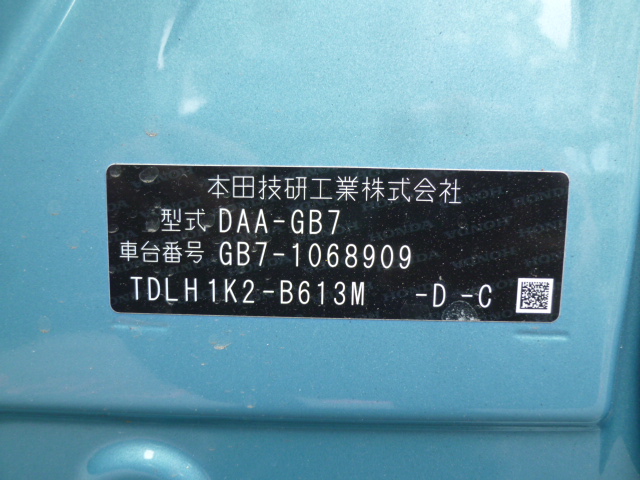 本田技研工業株式会社
型式 DAA-GB7
車台番号 GB7-1068909
TDLH1K2-B613M -D -C